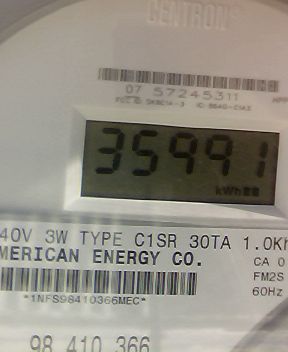 CENTRON®
07 57245311
35991
kWh
40V 3W TYPE C1SR 30TA 1.0Kh
MERICAN ENERGY CO.
CA 0
FM2S
60Hz
*1NFS98410366MEC*
98 410 366